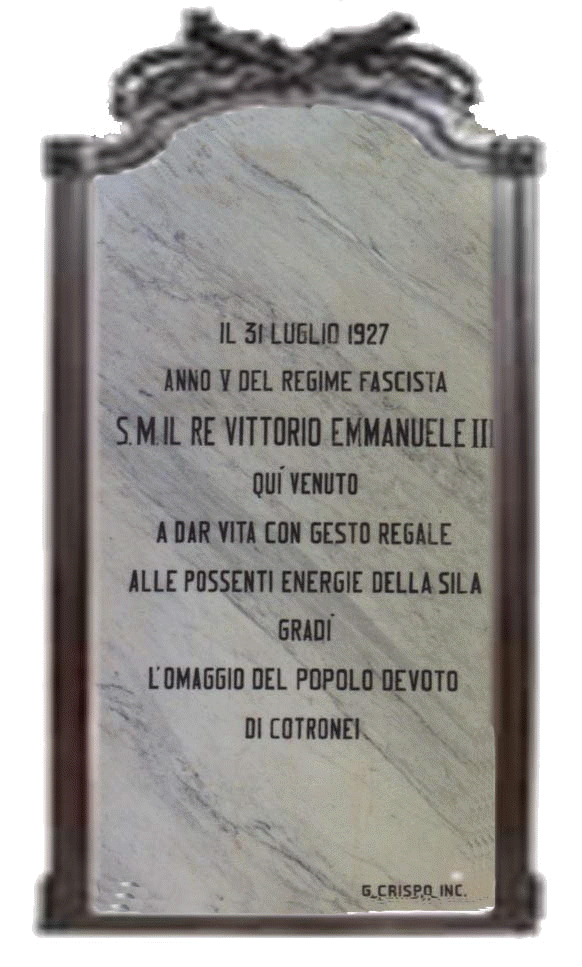 IL 31 LUGLIO 1927
ANNO V DEL REGIME FASCISTA
S.M.IL RE VITTORIO EMMANUELE III
QUÍ VENUTO
A DAR VITA CON GESTO REGALE
ALLE POSSENTI ENERGIE DELLA SILA
GRADÍ
L'OMAGGIO DEL POPOLO DEVOTO
DI COTRONEI.
G. CRISPO INC.